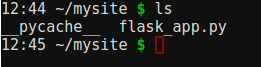 12:44 ~/mysite $ ls
__pycache__  flask_app.py
12:45 ~/mysite $